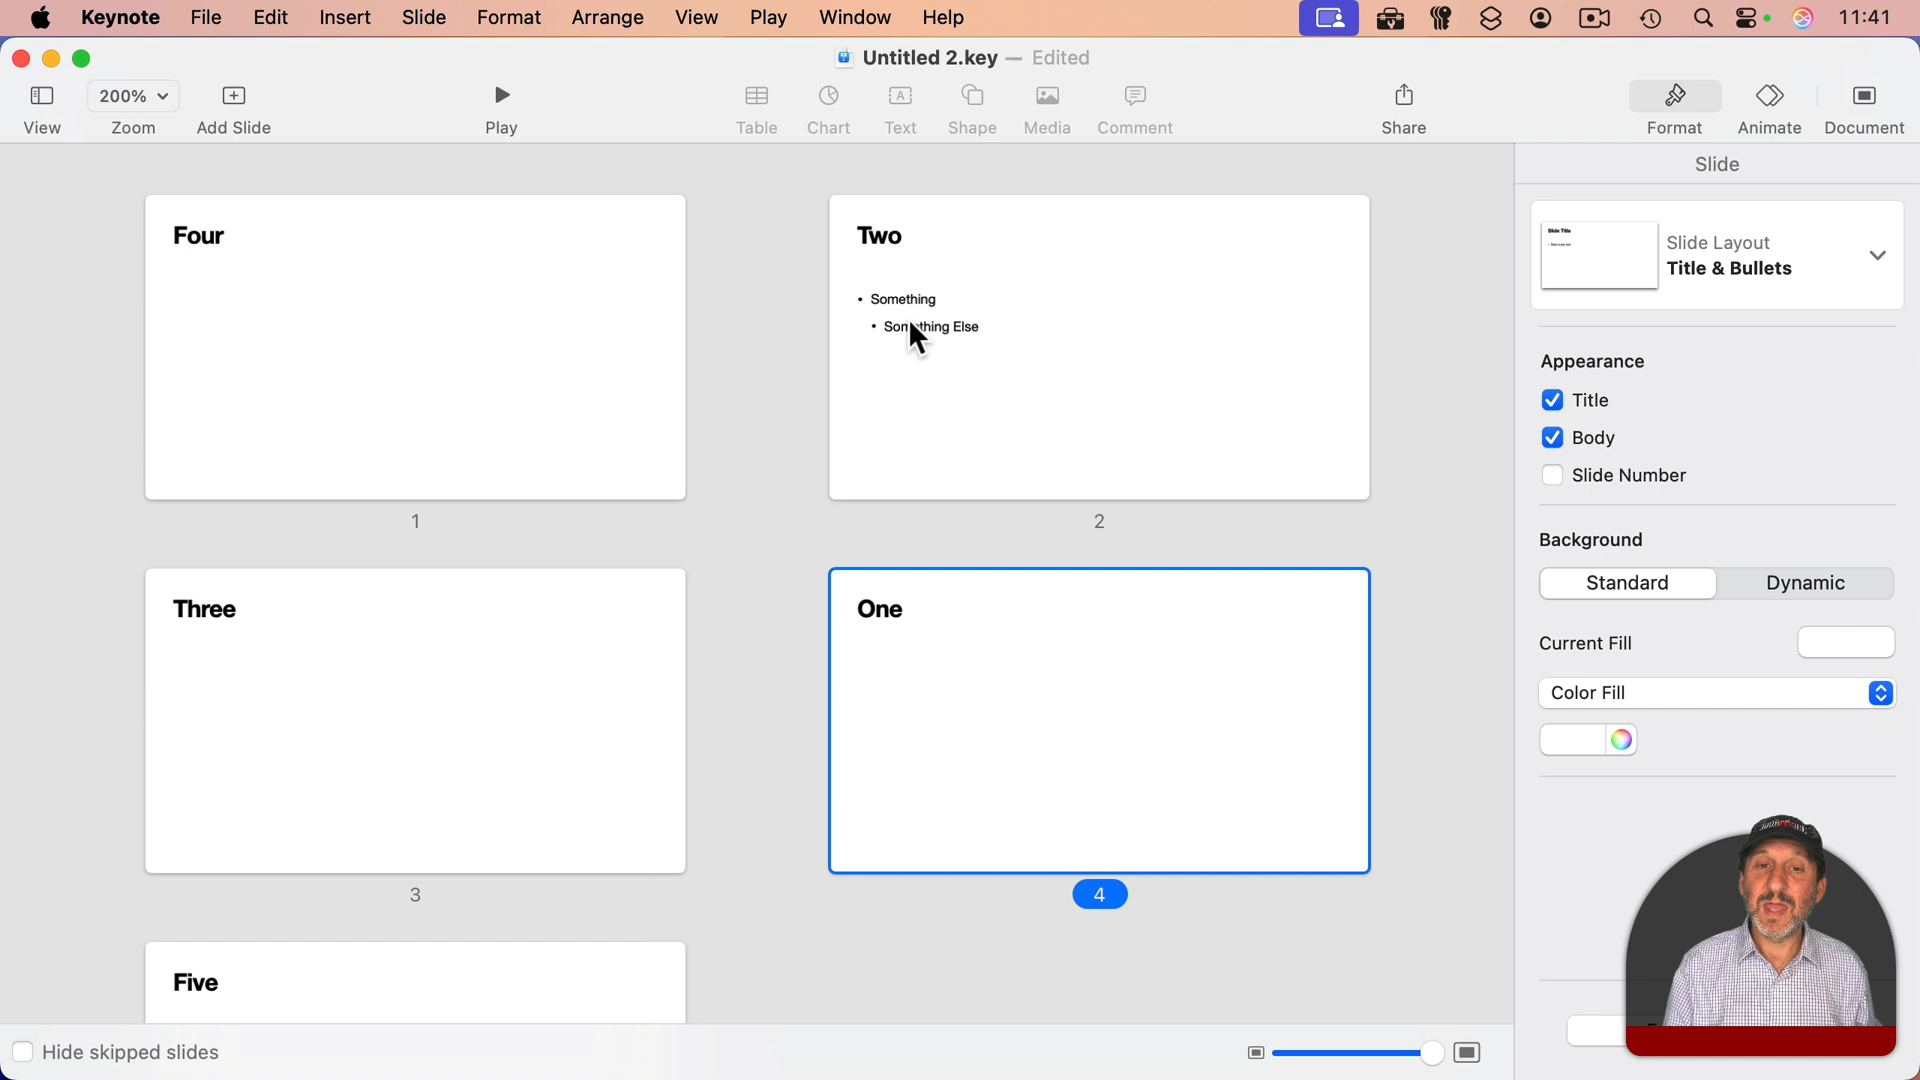 Keynote File Edit Insert Slide Format Arrange View Play Window Help 11:41
Untitled 2.key — Edited
200%
View Zoom Add Slide Play Table Chart Text Shape Media Comment Share Format Animate Document
Slide
Four
1
Two
• Something
• Something Else
2
Three
3
One
4
Five
Slide Title
Slide Layout
Title & Bullets
Appearance
Title
Body
Slide Number
Background
Standard Dynamic
Current Fill
Color Fill
Hide skipped slides